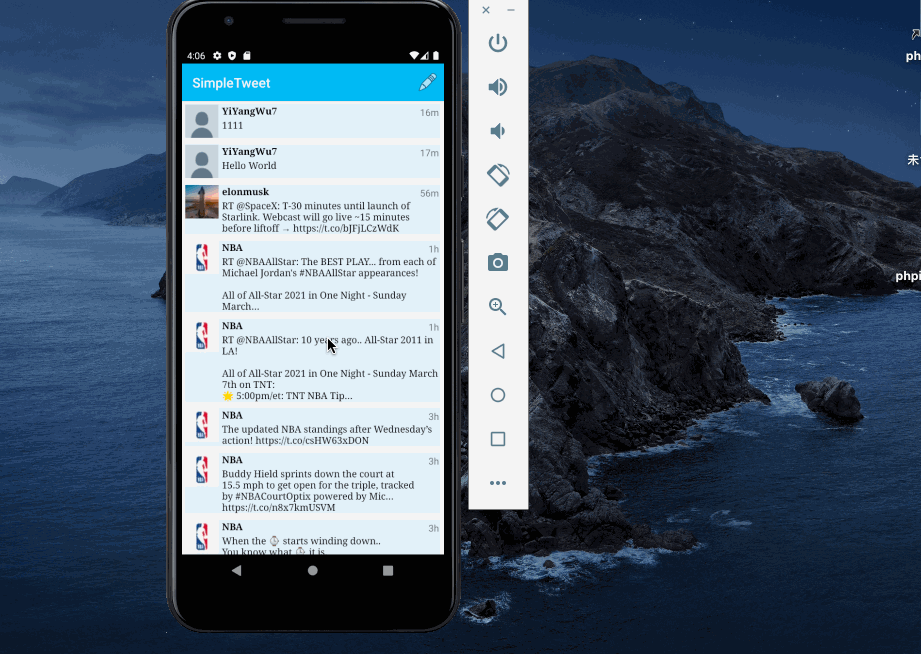 4:06
SimpleTweet
YiYangWu7
16m
1111
YiYangWu7
17m
Hello World
elonmusk
56m
RT @SpaceX: T-30 minutes until launch of
Starlink. Webcast will go live ~15 minutes
before liftoff → https://t.co/bJFjLCzWdK
NBA
1h
RT @NBAAllStar: The BEST PLAY... from each of
Michael Jordan's #NBAAllStar appearances!
All of All-Star 2021 in One Night - Sunday
March...
NBA
1h
RT @NBAAllStar: 10 years ago.. All-Star 2011 in
LA!
All of All-Star 2021 in One Night - Sunday March
7th on TNT:
🌟 5:00pm/et: TNT NBA Tip...
NBA
3h
The updated NBA standings after Wednesday's
action! https://t.co/csHW63xDON
NBA
3h
Buddy Hield sprints down the court at
15.5 mph to get open for the triple, tracked
by #NBACourtOptix powered by Mic...
https://t.co/n8x7kmUSVM
NBA
3h
When the ⌚ starts winding down..
You know what ⌚ it is
ph
未
phpi